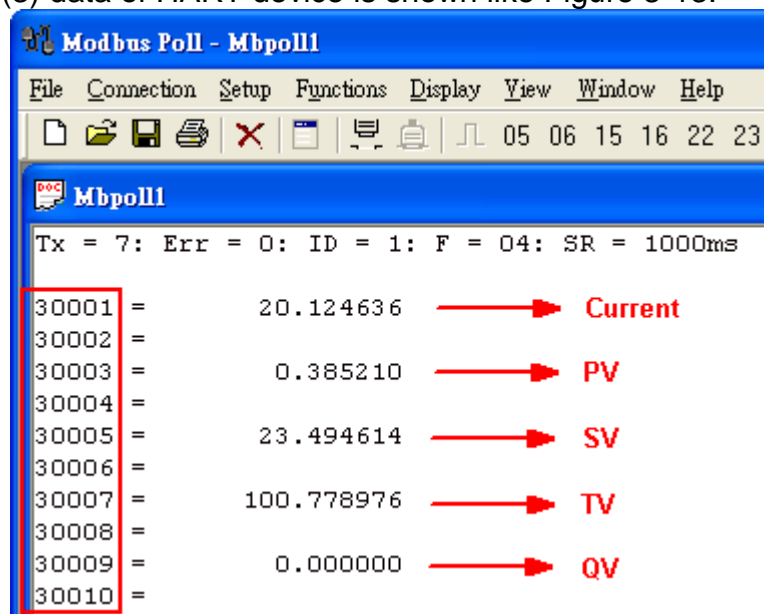 data of HART device is shown like Figure
Modbus Poll - Mbpoll1
File Connection Setup Functions Display View Window Help
05 06 15 16 22 23
Mbpoll1
Tx = 7: Err = 0: ID = 1: F = 04: SR = 1000ms
30001 = 20.124636 Current
30002 =
30003 = 0.385210 PV
30004 =
30005 = 23.494614 SV
30006 =
30007 = 100.778976 TV
30008 =
30009 = 0.000000 QV
30010 =